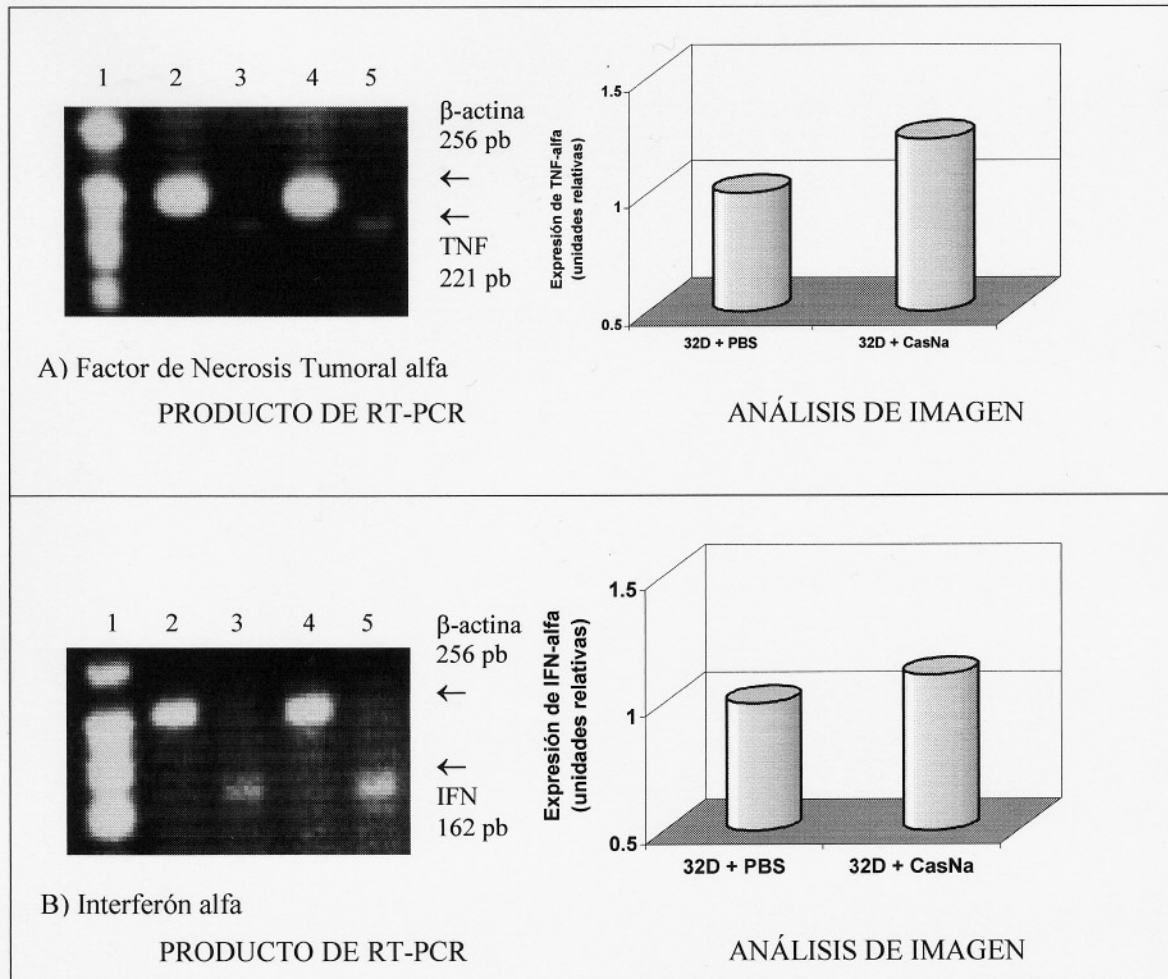 1 2 3 4 5
β-actina
256 pb
←
←
TNF
221 pb
A) Factor de Necrosis Tumoral alfa
PRODUCTO DE RT-PCR
Expresión de TNF-alfa
(unidades relativas)
1.5
1
0.5
32D + PBS 32D + CasNa
ANÁLISIS DE IMAGEN
1 2 3 4 5
β-actina
256 pb
←
←
IFN
162 pb
B) Interferón alfa
PRODUCTO DE RT-PCR
Expresión de IFN-alfa
(unidades relativas)
1.5
1
0.5
32D + PBS 32D + CasNa
ANÁLISIS DE IMAGEN